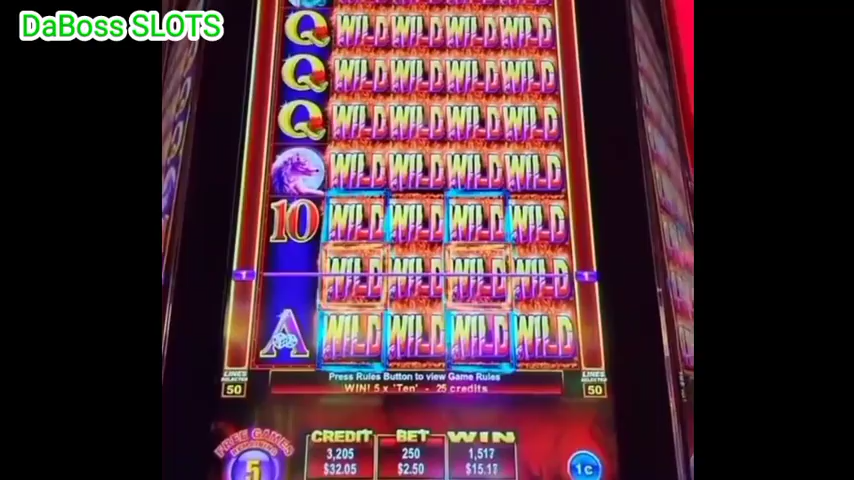 DaBoss SLOTS
Q WILD WILD WILD WILD
Q WILD WILD WILD WILD
Q WILD WILD WILD WILD
WILD WILD WILD WILD
10 WILD WILD WILD WILD
1 WILD WILD WILD WILD 1
A WILD WILD WILD WILD
LINES SELECTED 50
Press Rules Button to view Game Rules
WIN! 5 x 'Ten' - 25 credits
LINES SELECTED 50
FREE GAMES REMAINING 5
CREDIT BET WIN
3,205 250 1,517
$32.05 $2.50 $15.17
1c